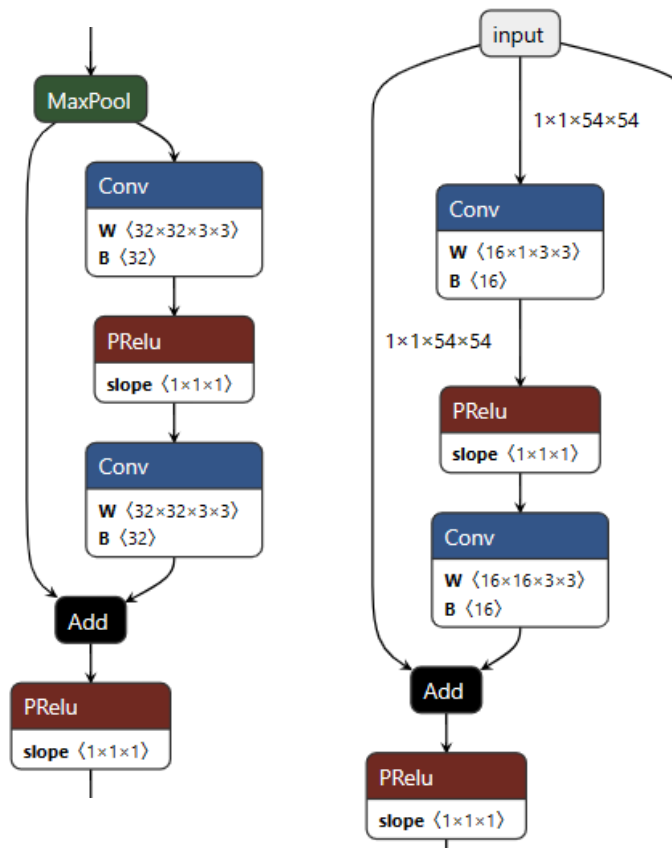 MaxPool
Conv
W 〈32×32×3×3〉
B 〈32〉
PRelu
slope 〈1×1×1〉
Conv
W 〈32×32×3×3〉
B 〈32〉
Add
PRelu
slope 〈1×1×1〉
input
1×1×54×54
Conv
W 〈16×1×3×3〉
B 〈16〉
1×1×54×54
PRelu
slope 〈1×1×1〉
Conv
W 〈16×16×3×3〉
B 〈16〉
Add
PRelu
slope 〈1×1×1〉